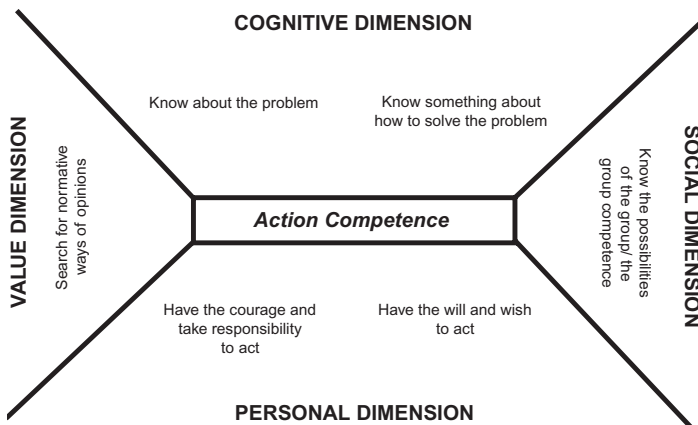 COGNITIVE DIMENSION
Know about the problem
Know something about
how to solve the problem
VALUE DIMENSION
Search for normative
ways of opinions
Action Competence
Know the possibilities
of the group/ the
group competence
SOCIAL DIMENSION
Have the courage and
take responsibility
to act
Have the will and wish
to act
PERSONAL DIMENSION